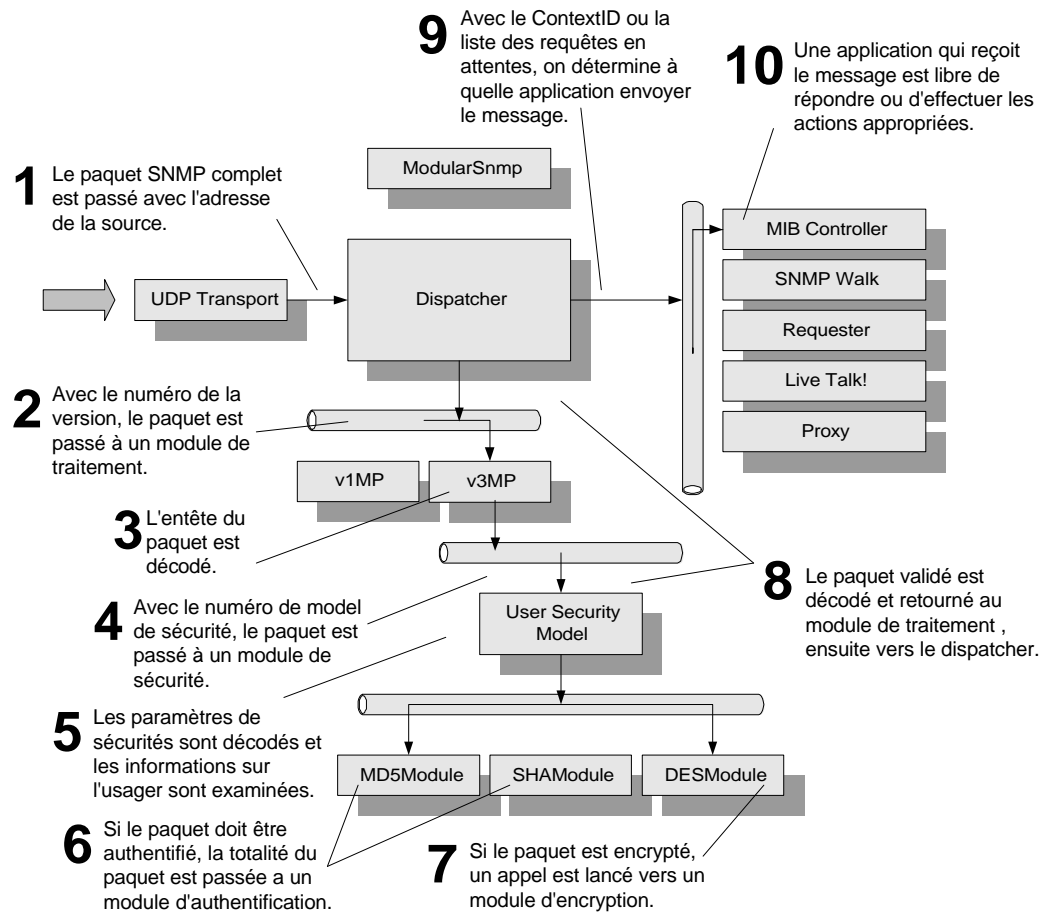 9
Avec le ContextID ou la
liste des requêtes en
attentes, on détermine à
quelle application envoyer
le message.
10
Une application qui reçoit
le message est libre de
répondre ou d'effectuer les
actions appropriées.
1
Le paquet SNMP complet
est passé avec l'adresse
de la source.
ModularSnmp
UDP Transport
Dispatcher
MIB Controller
SNMP Walk
Requester
Live Talk!
Proxy
2
Avec le numéro de la
version, le paquet est
passé à un module de
traitement.
v1MP
v3MP
3
L'entête du
paquet est
décodé.
4
Avec le numéro de model
de sécurité, le paquet est
passé à un module de
sécurité.
User Security
Model
8
Le paquet validé est
décodé et retourné au
module de traitement ,
ensuite vers le dispatcher.
5
Les paramètres de
sécurités sont décodés et
les informations sur
l'usager sont examinées.
MD5Module
SHAModule
DESModule
6
Si le paquet doit être
authentifié, la totalité du
paquet est passée a un
module d'authentification.
7
Si le paquet est encrypté,
un appel est lancé vers un
module d'encryption.